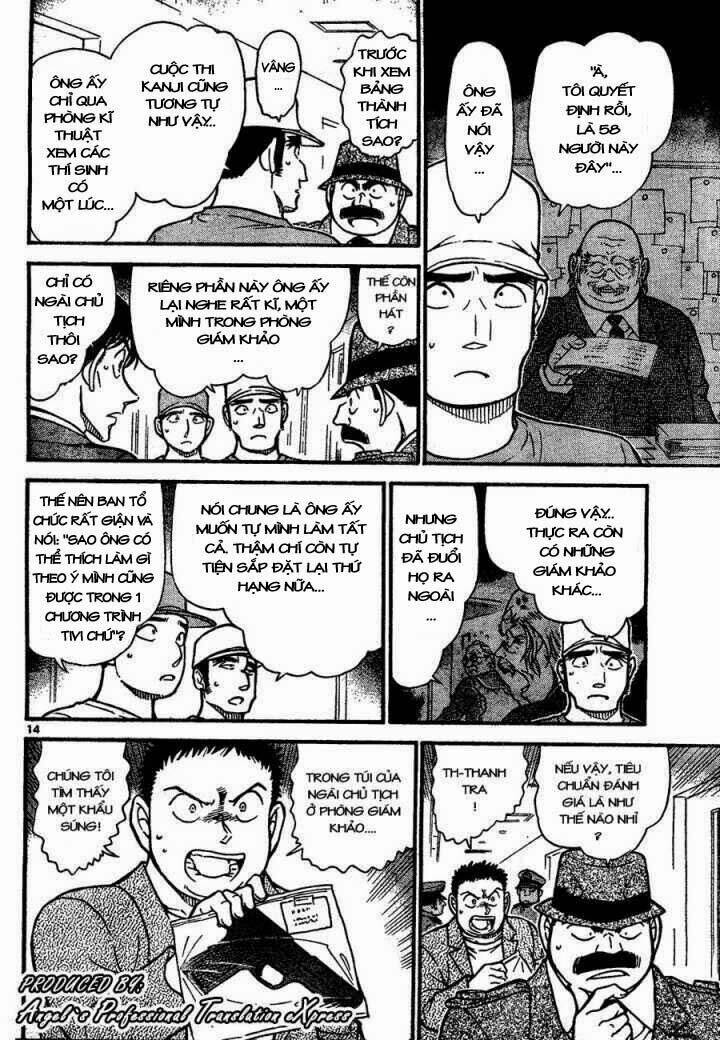 "À,
TÔI QUYẾT
ĐỊNH RỒI,
LÀ 58
NGƯỜI NÀY
ĐÂY"...
ÔNG
ẤY ĐÃ
NÓI
VẬY
...
TRƯỚC
KHI XEM
BẢNG
THÀNH
TÍCH
SAO?
VÂNG
...
CUỘC THI
KANJI CŨNG
TƯƠNG TỰ
NHƯ VẬY...
ÔNG ẤY
CHỈ QUA
PHÒNG KĨ
THUẬT
XEM CÁC
THÍ SINH
CÓ
MỘT LÚC...
THẾ CÒN
PHẦN
HÁT
?
RIÊNG PHẦN NÀY ÔNG ẤY
LẠI NGHE RẤT KĨ, MỘT
MÌNH TRONG PHÒNG
GIÁM KHẢO
...
CHỈ CÓ
NGÀI CHỦ
TỊCH
THÔI
SAO?
ĐÚNG VẬY..
THỰC RA CÒN
CÓ NHỮNG
GIÁM KHẢO
KHÁC...
NHƯNG
CHỦ TỊCH
ĐÃ ĐUỔI
HỌ RA
NGOÀI
...
NÓI CHUNG LÀ ÔNG ẤY
MUỐN TỰ MÌNH LÀM TẤT
CẢ. THẬM CHÍ CÒN TỰ
TIỆN SẮP ĐẶT LẠI THỨ
HẠNG NỮA...
THẾ NÊN BAN TỔ
CHỨC RẤT GIẬN VÀ
NÓI: "SAO ÔNG CÓ
THỂ THÍCH LÀM GÌ
THEO Ý MÌNH CŨNG
ĐƯỢC TRONG 1
CHƯƠNG TRÌNH
TIVI CHỨ"?
14
NẾU VẬY, TIÊU
CHUẨN ĐÁNH
GIÁ LÀ NHƯ
THẾ NÁO NHỈ
?
TH-THANH
TRA
!
TRONG TÚI CỦA
NGÀI CHỦ TỊCH
Ở PHÒNG GIÁM
KHẢO....
CHÚNG TÔI
TÌM THẤY
MỘT KHẨU
SÚNG!
PRODUCED BY:
Angel's Professional Translation eXpress